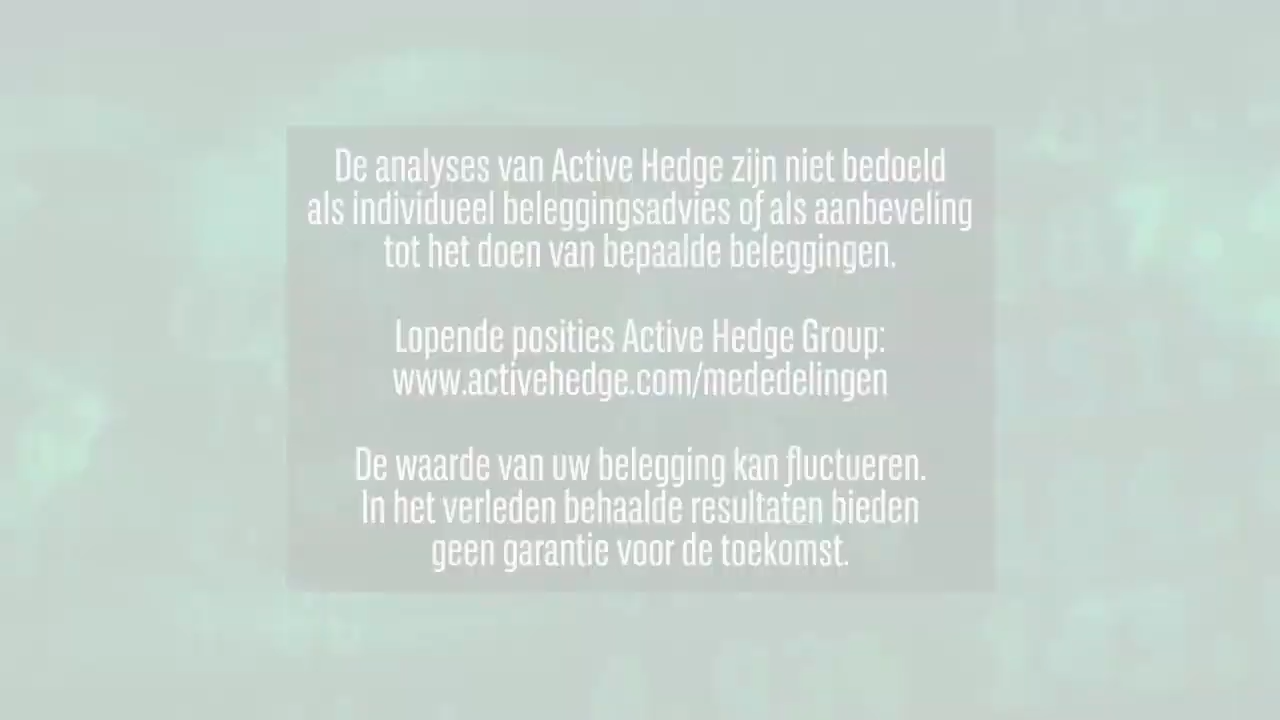 De analyses van Active Hedge zijn niet bedoeld
als individueel beleggingsadvies of als aanbeveling
tot het doen van bepaalde beleggingen.
Lopende posities Active Hedge Group:
www.activehedge.com/mededelingen
De waarde van uw belegging kan fluctueren.
In het verleden behaalde resultaten bieden
geen garantie voor de toekomst.